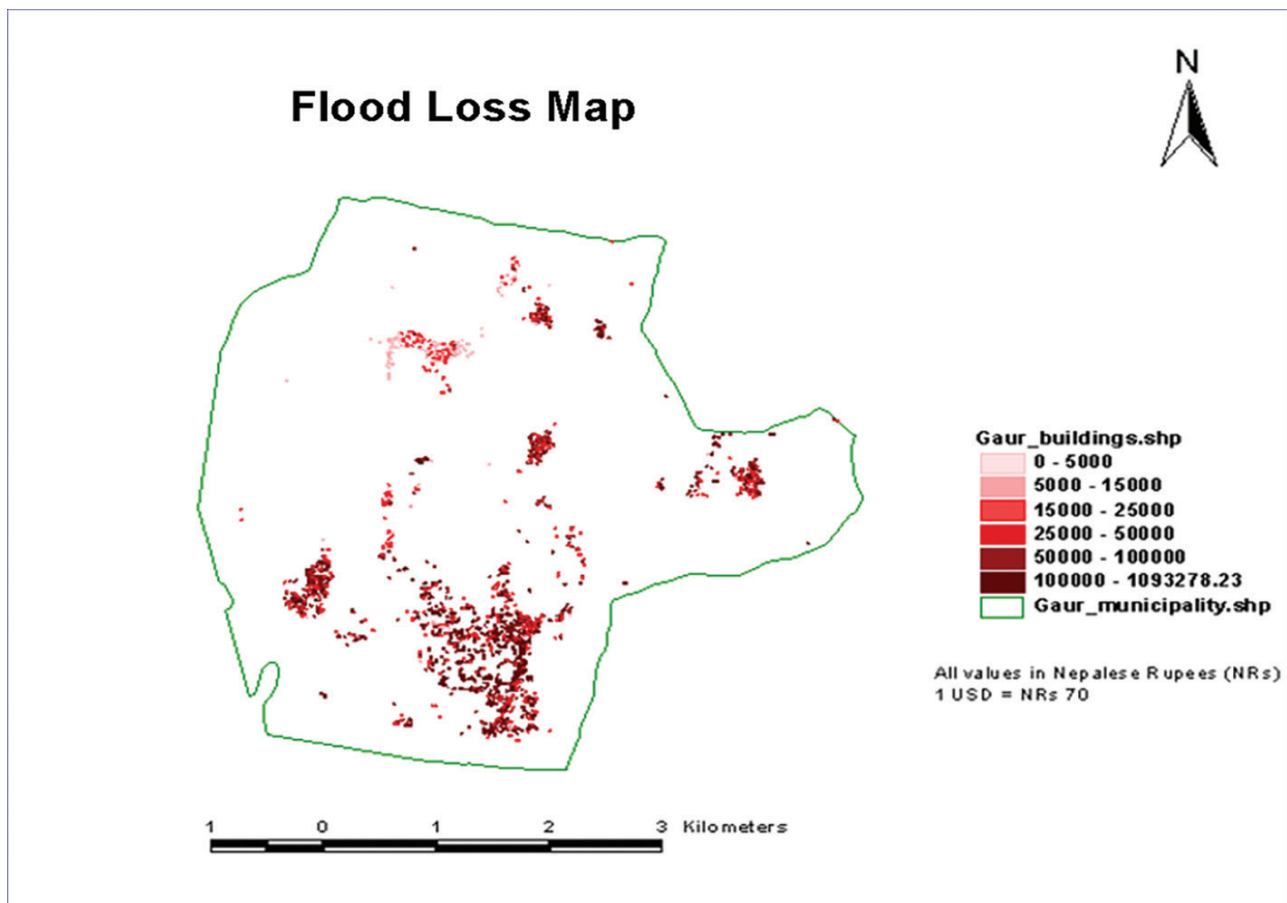 N
Flood Loss Map
Gaur_buildings.shp
0 - 5000
5000 - 15000
15000 - 25000
25000 - 50000
50000 - 100000
100000 - 1093278.23
Gaur_municipality.shp
All values in Nepalese Rupees (NRs)
1 USD = NRs 70
1 0 1 2 3 Kilometers